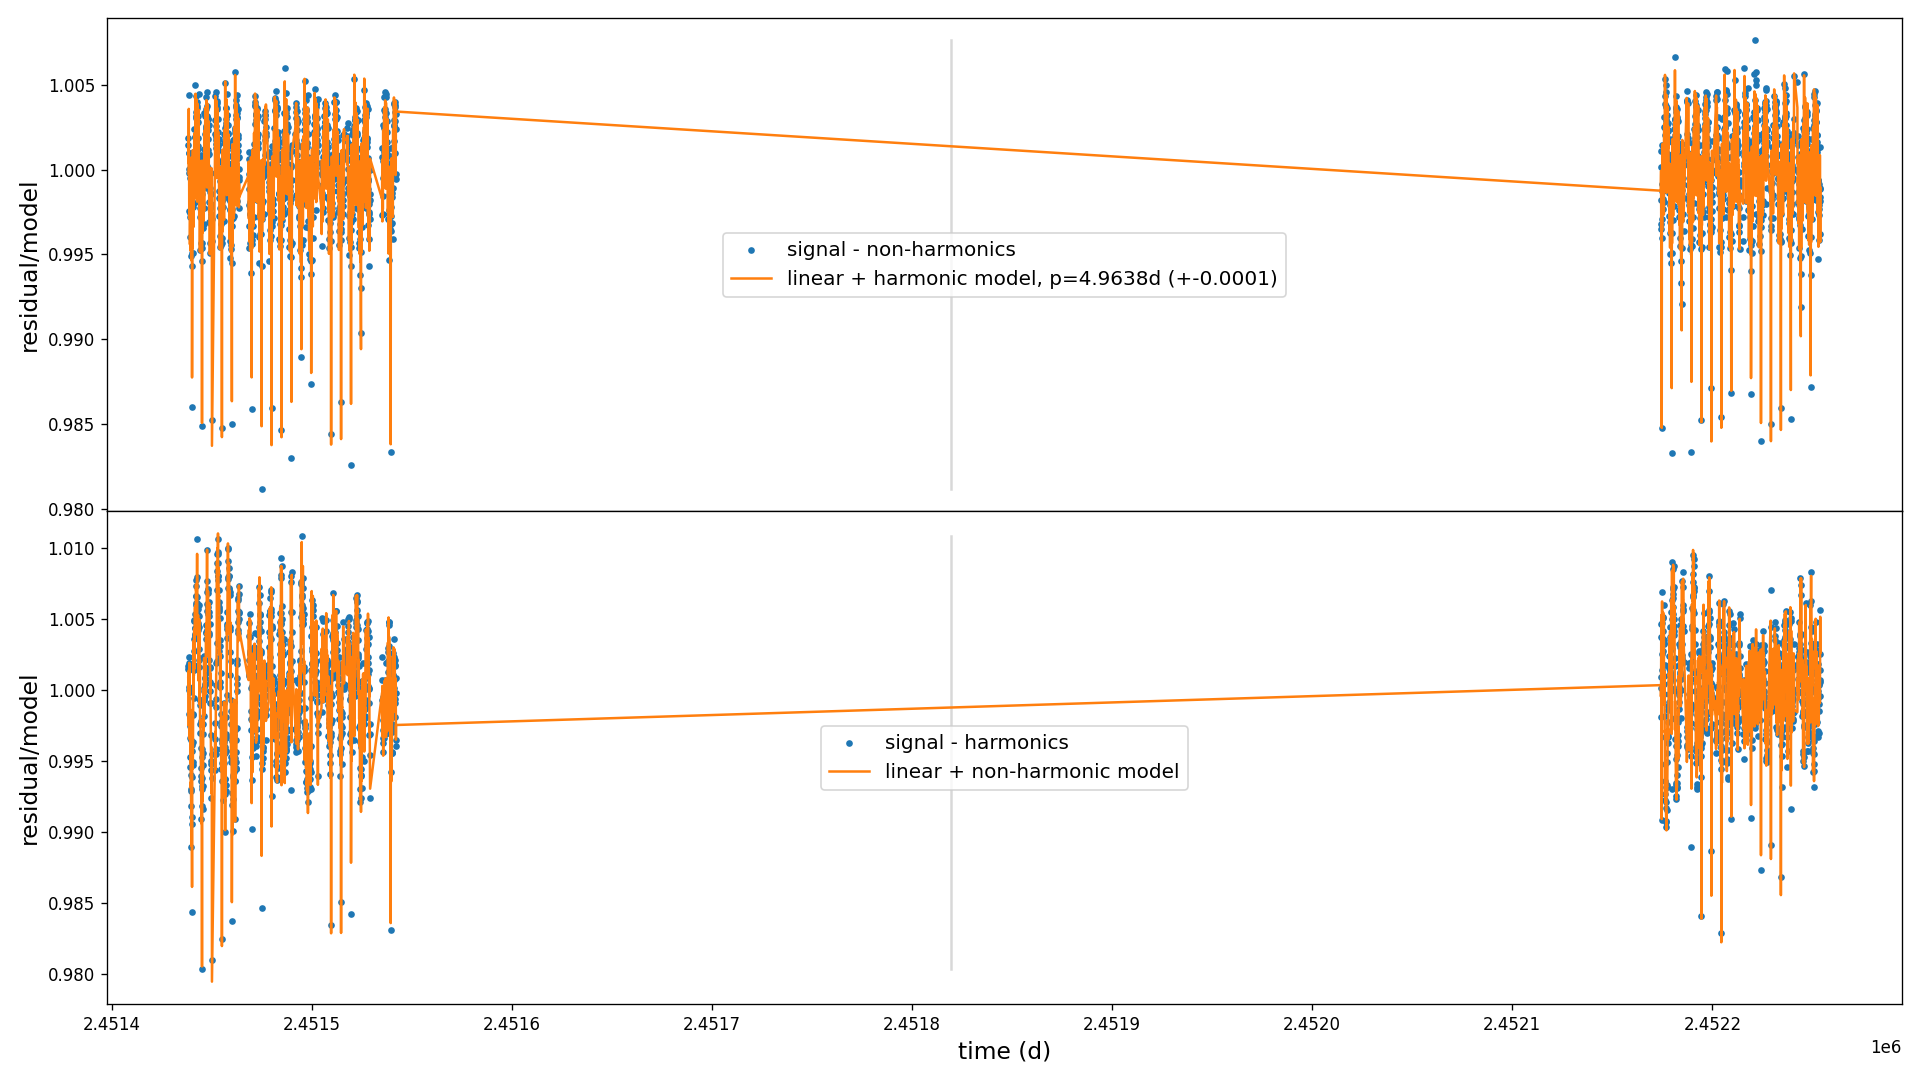 1.005
1.000
0.995
0.990
0.985
0.980
residual/model
signal - non-harmonics
linear + harmonic model, p=4.9638d (+-0.0001)
1.010
1.005
1.000
0.995
0.990
0.985
0.980
residual/model
signal - harmonics
linear + non-harmonic model
2.4514 2.4515 2.4516 2.4517 2.4518 2.4519 2.4520 2.4521 2.4522
1e6
time (d)